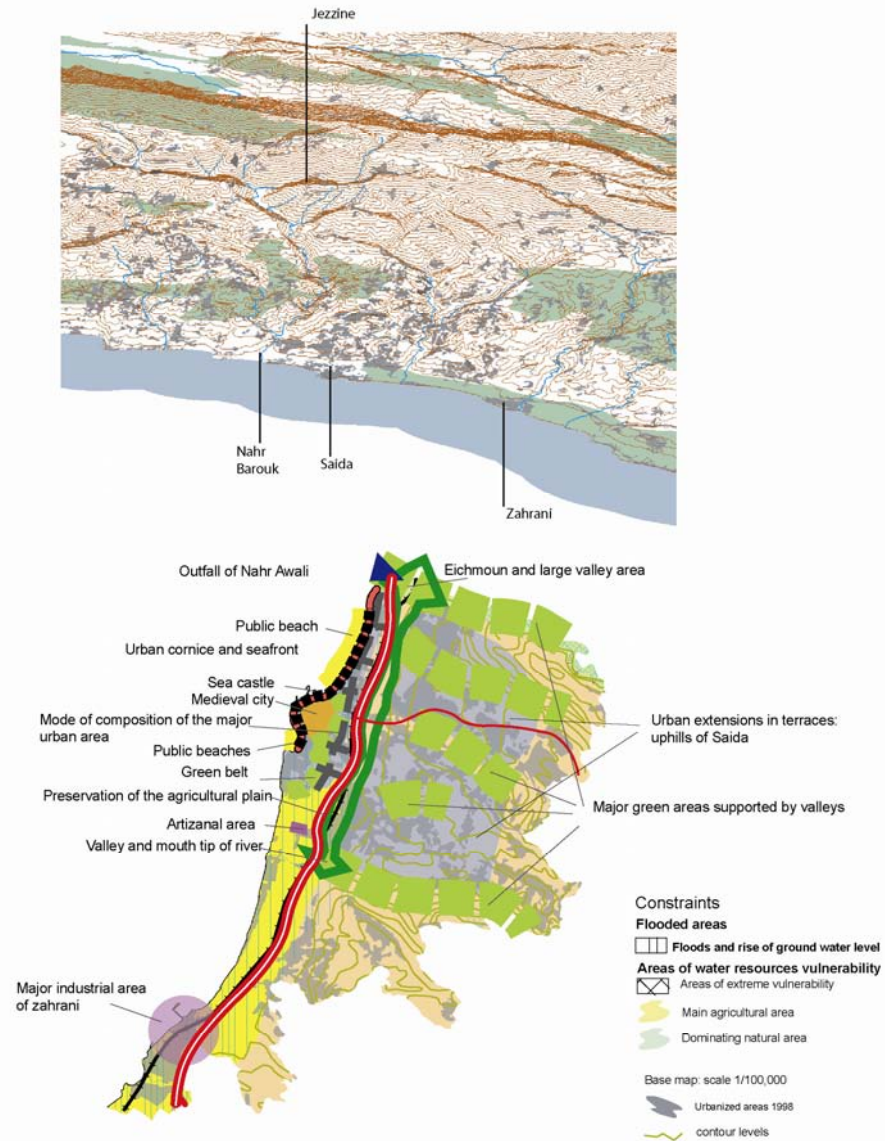 Jezzine
Nahr
Barouk
Saida
Zahrani
Outfall of Nahr Awali
Eichmoun and large valley area
Public beach
Urban cornice and seafront
Sea castle
Medieval city
Mode of composition of the major
urban area
Public beaches
Green belt
Preservation of the agricultural plain
Artizanal area
Valley and mouth tip of river
Urban extensions in terraces:
uphills of Saida
Major green areas supported by valleys
Major industrial area
of zahrani
Constraints
Flooded areas
Floods and rise of ground water level
Areas of water resources vulnerability
Areas of extreme vulnerability
Main agricultural area
Dominating natural area
Base map: scale 1/100,000
Urbanized areas 1998
contour levels